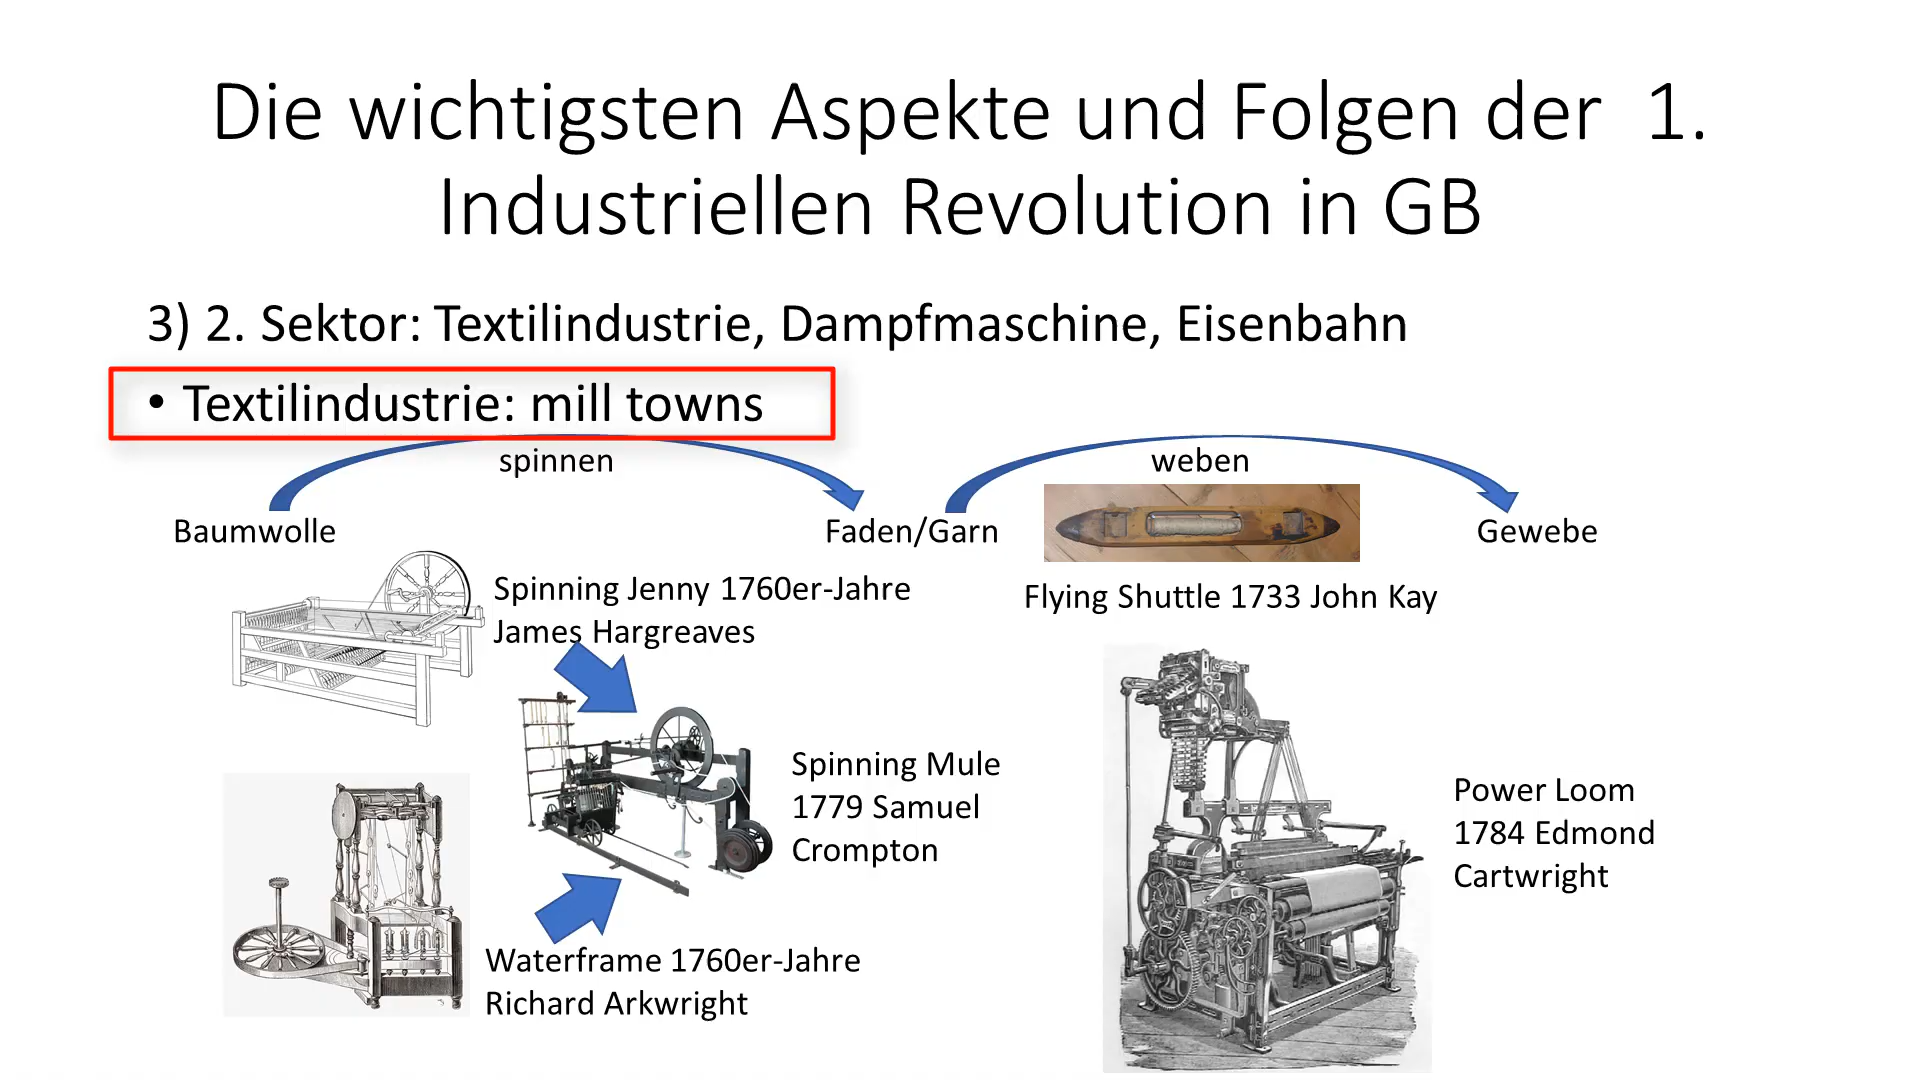 Die wichtigsten Aspekte und Folgen der 1.
Industriellen Revolution in GB
3) 2. Sektor: Textilindustrie, Dampfmaschine, Eisenbahn
• Textilindustrie: mill towns
spinnen
weben
Baumwolle
Faden/Garn
Gewebe
Spinning Jenny 1760er-Jahre
James Hargreaves
Flying Shuttle 1733 John Kay
Spinning Mule
1779 Samuel
Crompton
Power Loom
1784 Edmond
Cartwright
Waterframe 1760er-Jahre
Richard Arkwright